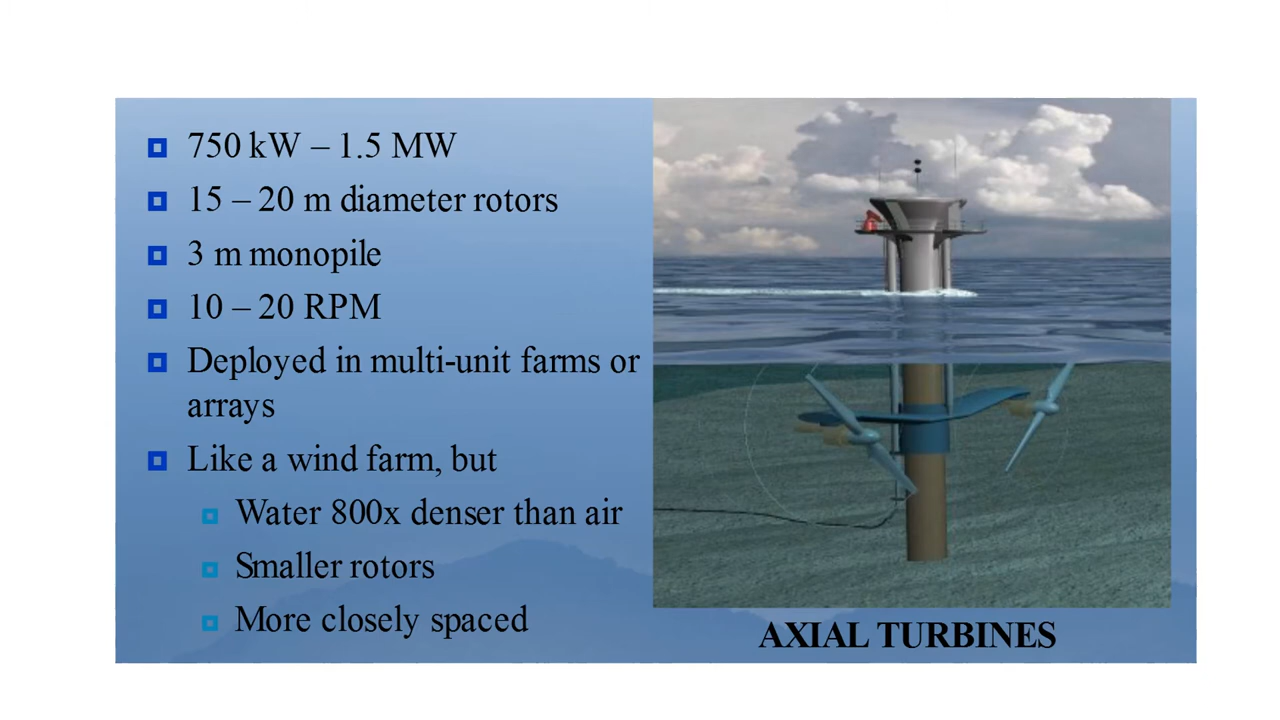 750 kW – 1.5 MW
15 – 20 m diameter rotors
3 m monopile
10 – 20 RPM
Deployed in multi-unit farms or
arrays
Like a wind farm, but
Water 800x denser than air
Smaller rotors
More closely spaced
AXIAL TURBINES